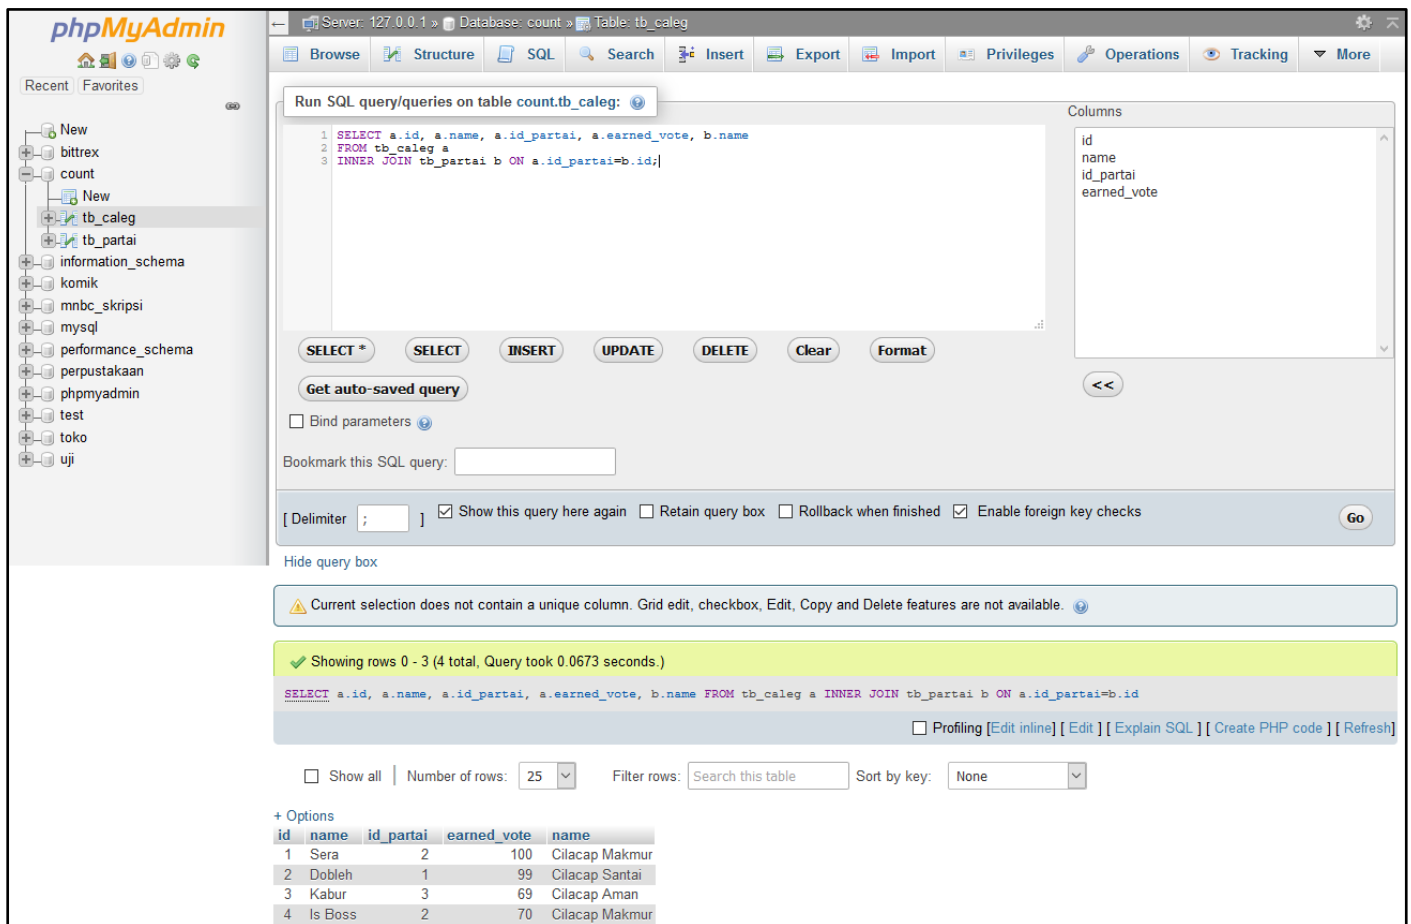 phpMyAdmin
Recent Favorites
New
bittrex
count
New
tb_caleg
tb_partai
information_schema
komik
mnbc_skripsi
mysql
performance_schema
perpustakaan
phpmyadmin
test
toko
uji
Server: 127.0.0.1 » Database: count » Table: tb_caleg
Browse Structure SQL Search Insert Export Import Privileges Operations Tracking More
Run SQL query/queries on table count.tb_caleg:
1 SELECT a.id, a.name, a.id_partai, a.earned_vote, b.name
2 FROM tb_caleg a
3 INNER JOIN tb_partai b ON a.id_partai=b.id;
Columns
id
name
id_partai
earned_vote
SELECT * SELECT INSERT UPDATE DELETE Clear Format
Get auto-saved query
<<
Bind parameters
Bookmark this SQL query:
[ Delimiter ; ] Show this query here again Retain query box Rollback when finished Enable foreign key checks
Go
Hide query box
Current selection does not contain a unique column. Grid edit, checkbox, Edit, Copy and Delete features are not available.
Showing rows 0 - 3 (4 total, Query took 0.0673 seconds.)
SELECT a.id, a.name, a.id_partai, a.earned_vote, b.name FROM tb_caleg a INNER JOIN tb_partai b ON a.id_partai=b.id
Profiling [Edit inline] [ Edit ] [ Explain SQL ] [ Create PHP code ] [ Refresh]
Show all Number of rows: 25 Filter rows: Search this table Sort by key: None
+ Options
id name id_partai earned_vote name
1 Sera 2 100 Cilacap Makmur
2 Dobleh 1 99 Cilacap Santai
3 Kabur 3 69 Cilacap Aman
4 Is Boss 2 70 Cilacap Makmur